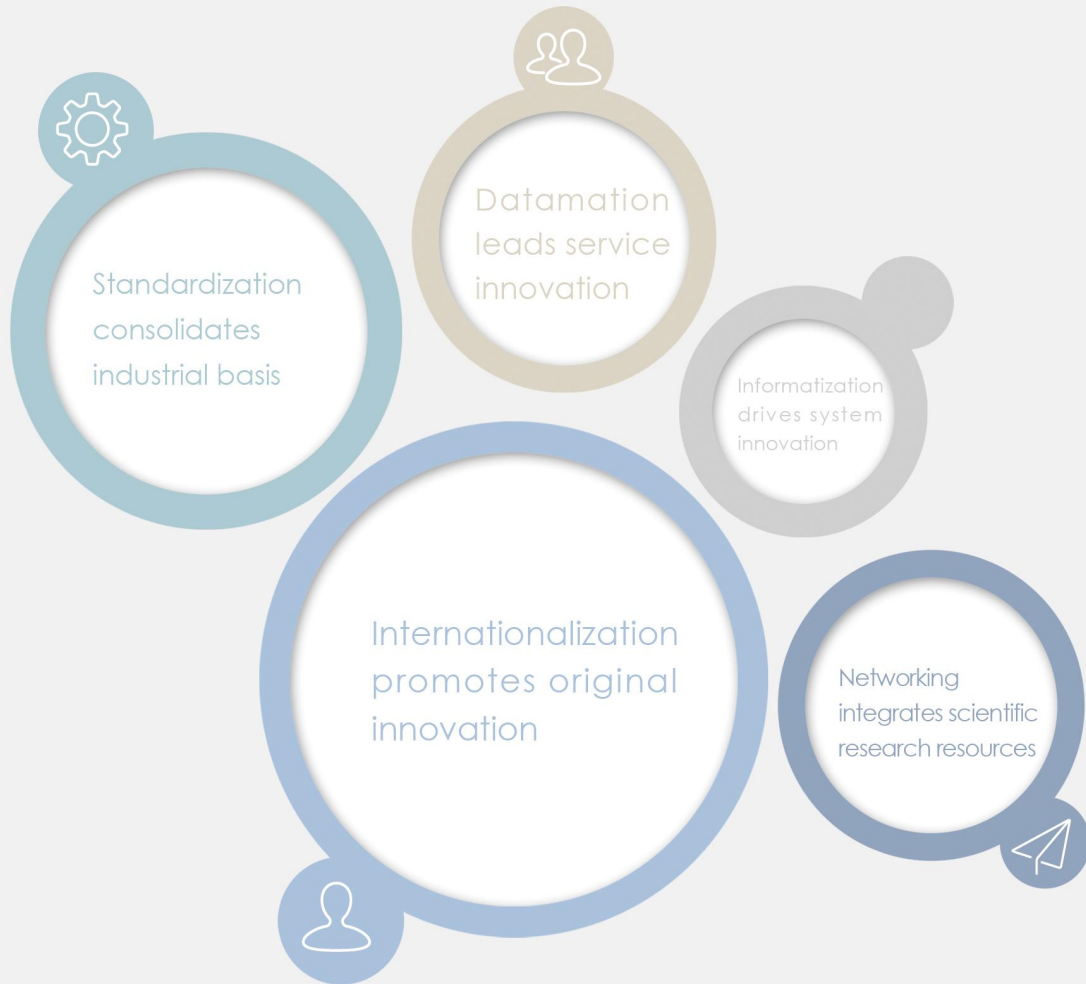 Datamation
leads service
innovation
Standardization
consolidates
industrial basis
Informatization
drives system
innovation
Internationalization
promotes original
innovation
Networking
integrates scientific
research resources